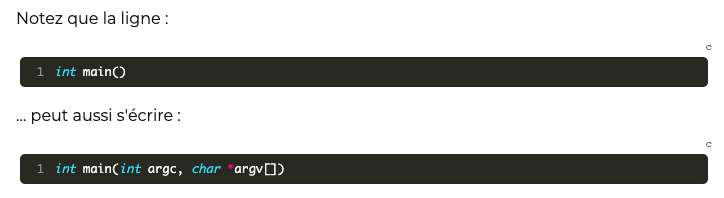 Notez que la ligne :
c
1 int main()
... peut aussi s'écrire :
c
1 int main(int argc, char *argv[])